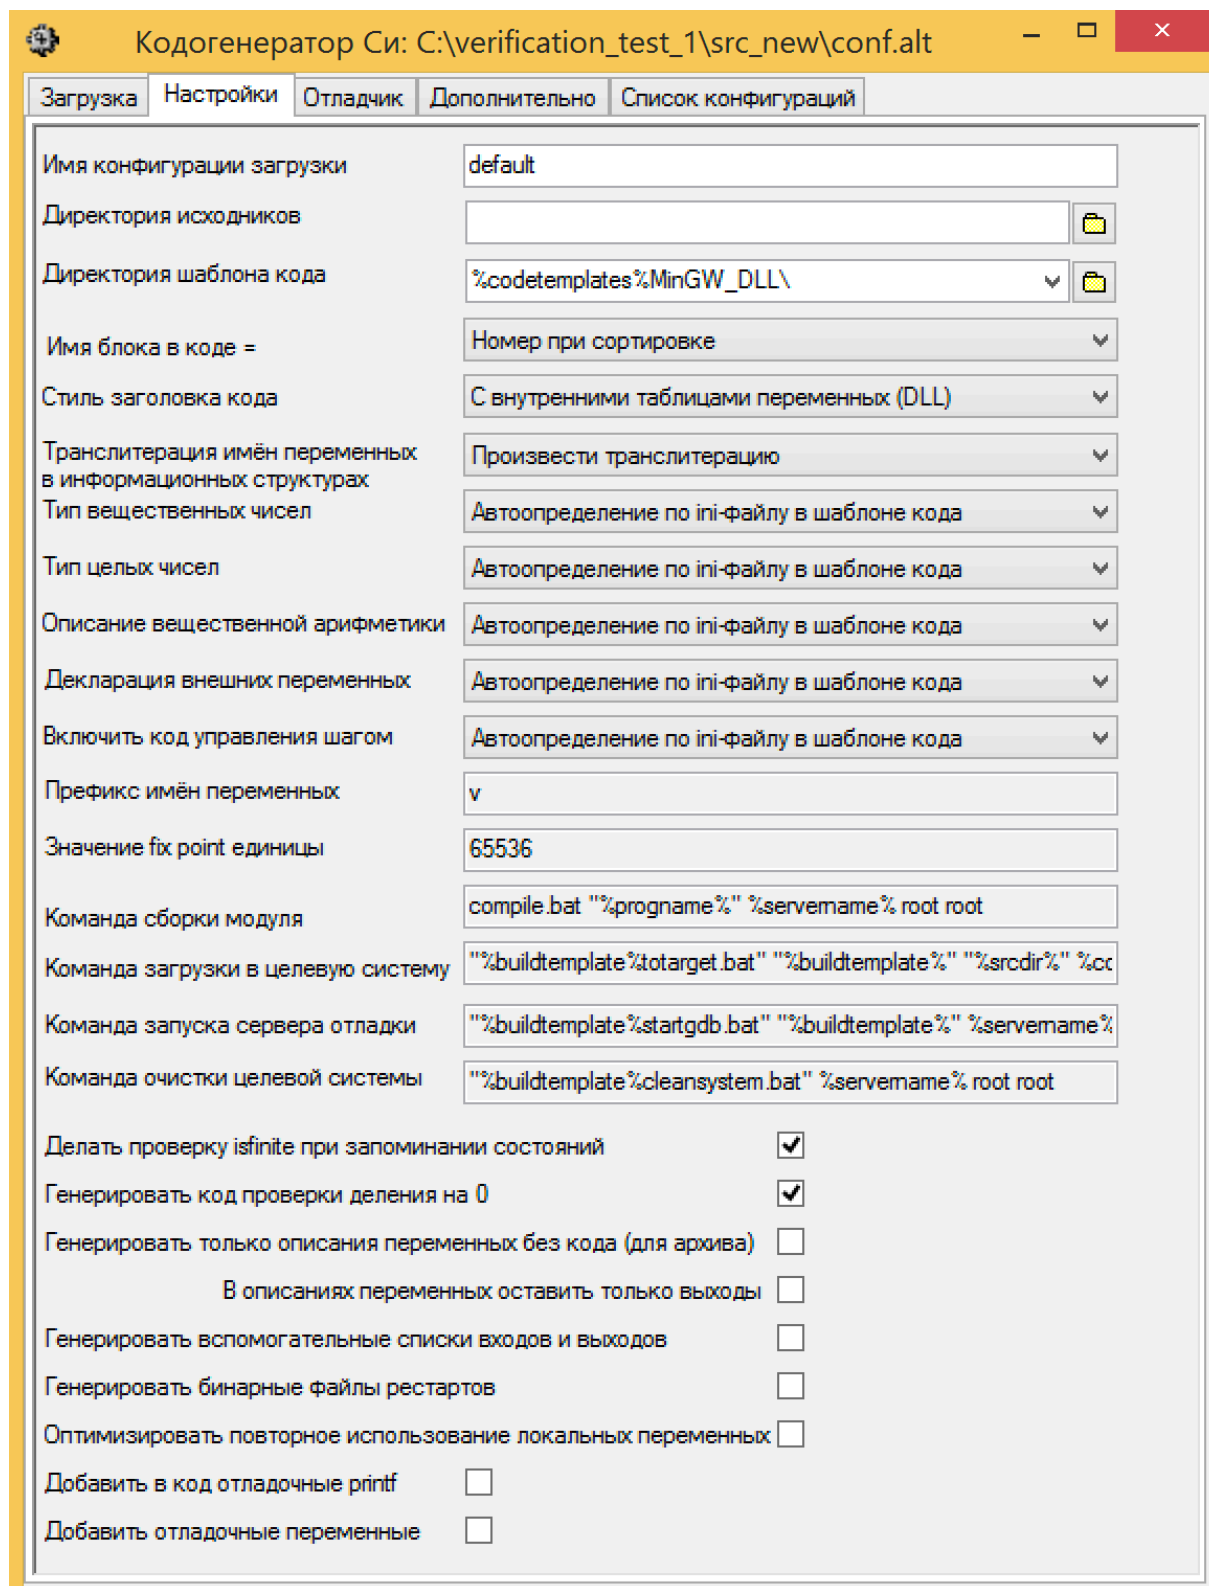 Кодогенератор Си: C:\verification_test_1\src_new\conf.alt
Загрузка Настройки Отладчик Дополнительно Список конфигураций
Имя конфигурации загрузки default
Директория исходников
Директория шаблона кода %codetemplates%MinGW_DLL\
Имя блока в коде = Номер при сортировке
Стиль заголовка кода С внутренними таблицами переменных (DLL)
Транслитерация имён переменных
в информационных структурах Произвести транслитерацию
Тип вещественных чисел Автоопределение по ini-файлу в шаблоне кода
Тип целых чисел Автоопределение по ini-файлу в шаблоне кода
Описание вещественной арифметики Автоопределение по ini-файлу в шаблоне кода
Декларация внешних переменных Автоопределение по ini-файлу в шаблоне кода
Включить код управления шагом Автоопределение по ini-файлу в шаблоне кода
Префикс имён переменных v
Значение fix point единицы 65536
Команда сборки модуля compile.bat "%progname%" %servername% root root
Команда загрузки в целевую систему "%buildtemplate%totarget.bat" "%buildtemplate%" "%srcdir%" %cc
Команда запуска сервера отладки "%buildtemplate%startgdb.bat" "%buildtemplate%" %servername%
Команда очистки целевой системы "%buildtemplate%cleansystem.bat" %servername% root root
Делать проверку isfinite при запоминании состояний
Генерировать код проверки деления на 0
Генерировать только описания переменных без кода (для архива)
В описаниях переменных оставить только выходы
Генерировать вспомогательные списки входов и выходов
Генерировать бинарные файлы рестартов
Оптимизировать повторное использование локальных переменных
Добавить в код отладочные printf
Добавить отладочные переменные